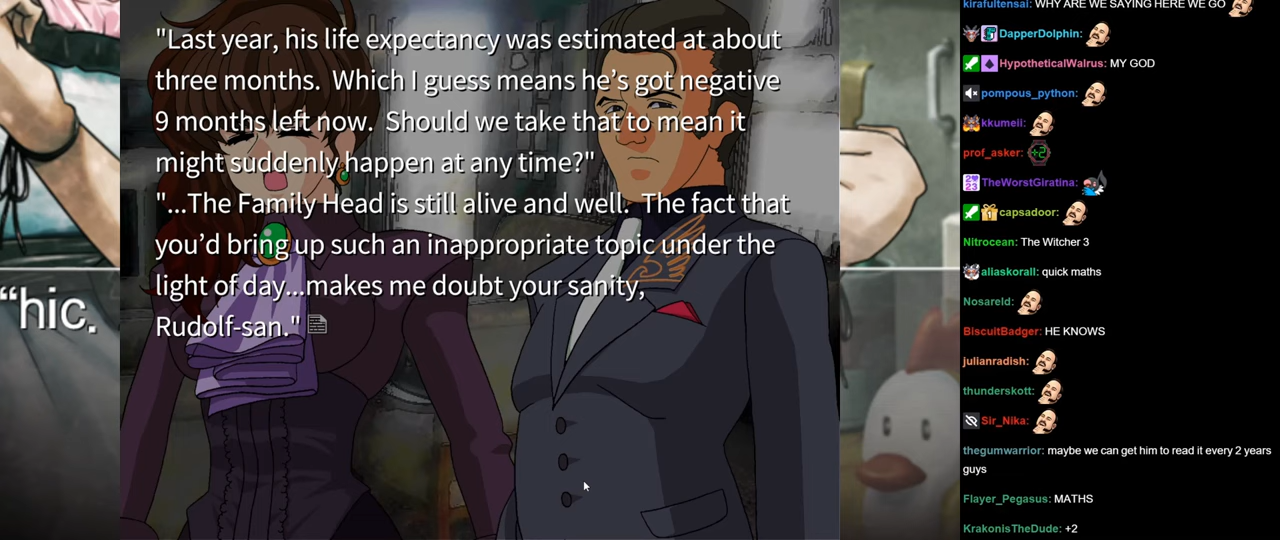 "Last year, his life expectancy was estimated at about
three months. Which I guess means he's got negative
9 months left now. Should we take that to mean it
might suddenly happen at any time?"
"...The Family Head is still alive and well. The fact that
you'd bring up such an inappropriate topic under the
light of day...makes me doubt your sanity,
Rudolf-san."
“hic.
kirafultensai: WHY ARE WE SAYING HERE WE GO
DapperDolphin:
HypotheticalWalrus: MY GOD
pompous_python:
kkumeii:
prof_asker: +2
TheWorstGiratina:
capsadoor:
Nitrocean: The Witcher 3
aliaskorall: quick maths
Nosareld:
BiscuitBadger: HE KNOWS
julianradish:
thunderskott:
Sir_Nika:
thegumwarrior: maybe we can get him to read it every 2 years
guys
Flayer_Pegasus: MATHS
KrakonisTheDude: +2